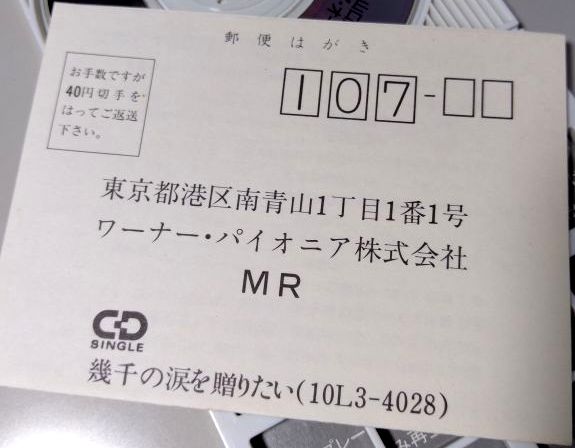 郵便はがき
お手数ですが
40円切手を
はってご返送
下さい。
107-
東京都港区南青山1丁目1番1号
ワーナー・パイオニア株式会社
MR
CD
SINGLE
幾千の涙を贈りたい(10L3-4028)